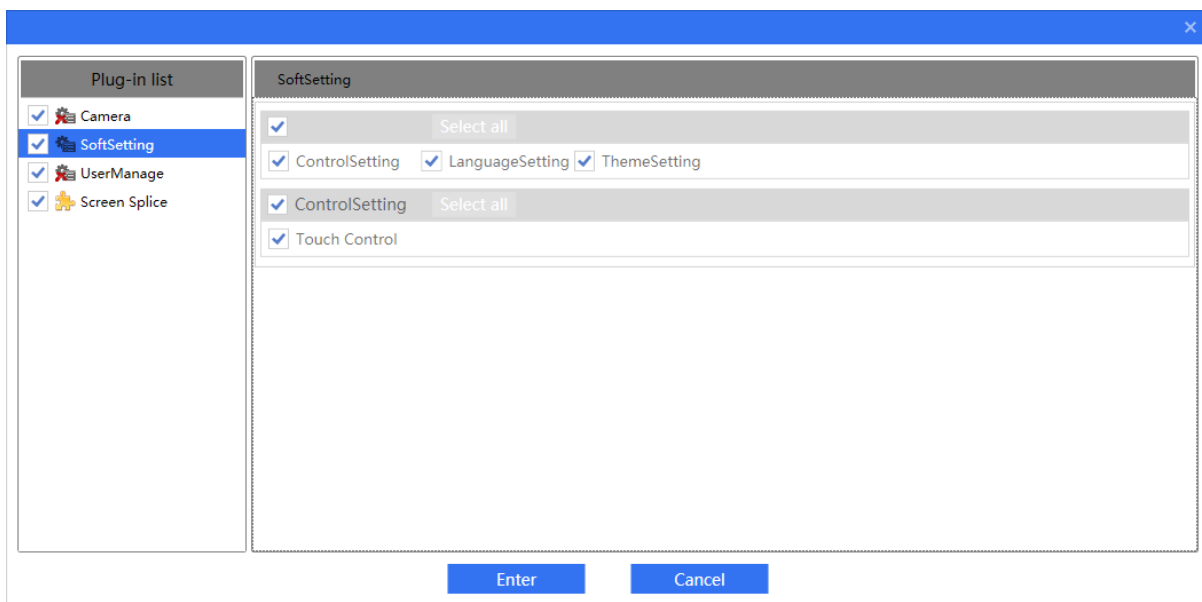 Plug-in list
Camera
SoftSetting
UserManage
Screen Splice
SoftSetting
Select all
ControlSetting LanguageSetting ThemeSetting
ControlSetting Select all
Touch Control
Enter Cancel